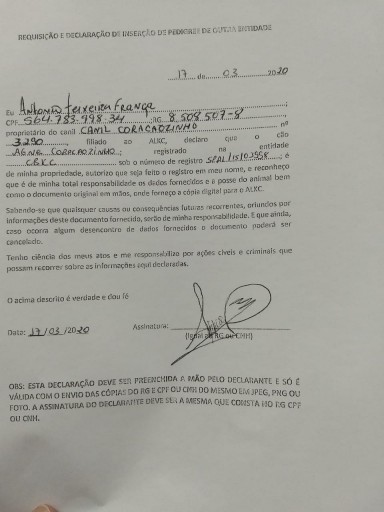 REQUISIÇÃO E DECLARAÇÃO DE INSERÇÃO DE PEDIGREE DE OUTRA ENTIDADE
17 de 03 2020
Eu Antonio Teixeira França;
CPF 564.783.998.34; RG 8.508.507-8;
proprietário do canil CANIL CORACAOZINHO nº
3.290, filiado ao ALKC, declaro que o cão
AGNE CORACAOZINHO; registrado na entidade
CBKC sob o número de registro ; é
de minha propriedade, autorizo que seja feito o registro em meu nome, e reconheço
que é de minha total responsabilidade os dados fornecidos e a posse do animal bem
como o documento original em mãos, onde forneço a cópia digital para o ALKC.
Sabendo-se que quaisquer causas ou consequências futuras recorrentes, oriundos por
informações deste documento fornecido, serão de minha responsabilidade. E que ainda,
caso ocorra algum desencontro de dados fornecidos o documento poderá ser
cancelado.
Tenho ciência dos meus atos e me responsabilizo por ações cíveis e criminais que
possam recorrer sobre as informações aqui declaradas.
O acima descrito é verdade e dou fé
Data: 17/03/2020 Assinatura:
(Igual ao RG ou CNH)
OBS: ESTA DECLARAÇÃO DEVE SER PREENCHIDA A MÃO PELO DECLARANTE E SÓ É
VÁLIDA COM O ENVIO DAS CÓPIAS DO RG E CPF OU CNH DO MESMO EM JPEG, PNG OU
FOTO. A ASSINATURA DO DECLARANTE DEVE SER A MESMA QUE CONSTA NO RG CPF
OU CNH.